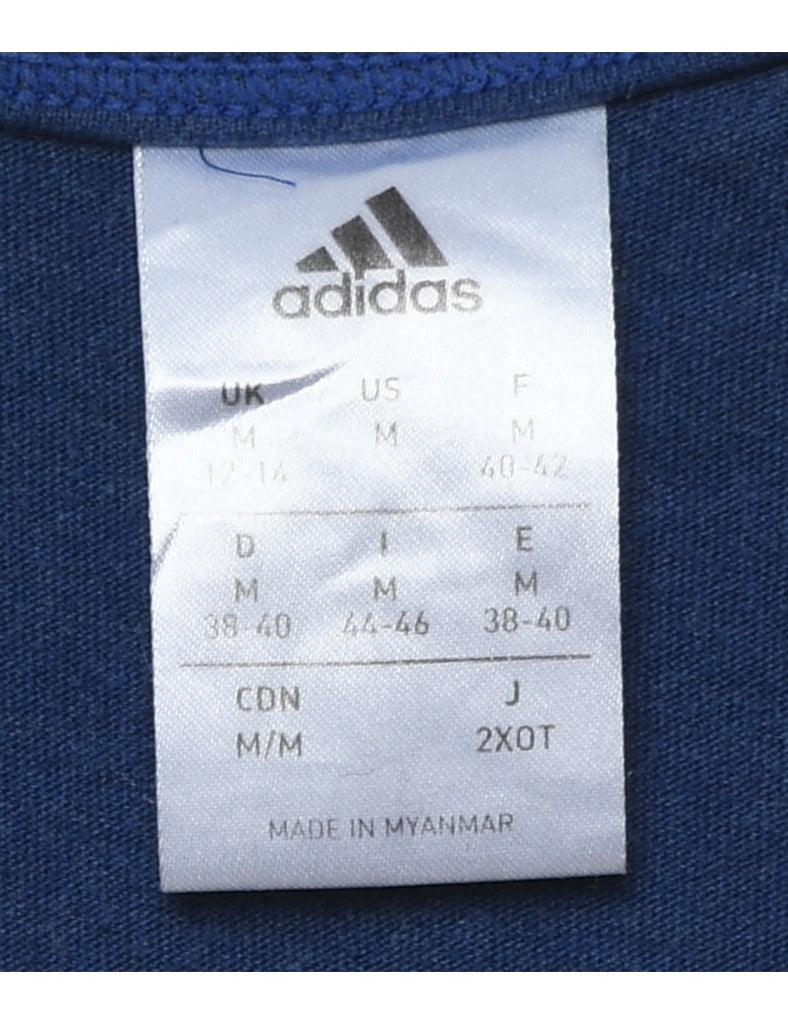 adidas
UK US F
M M M
12-14 40-42
D I E
M M M
38-40 44-46 38-40
CDN J
M/M 2XOT
MADE IN MYANMAR